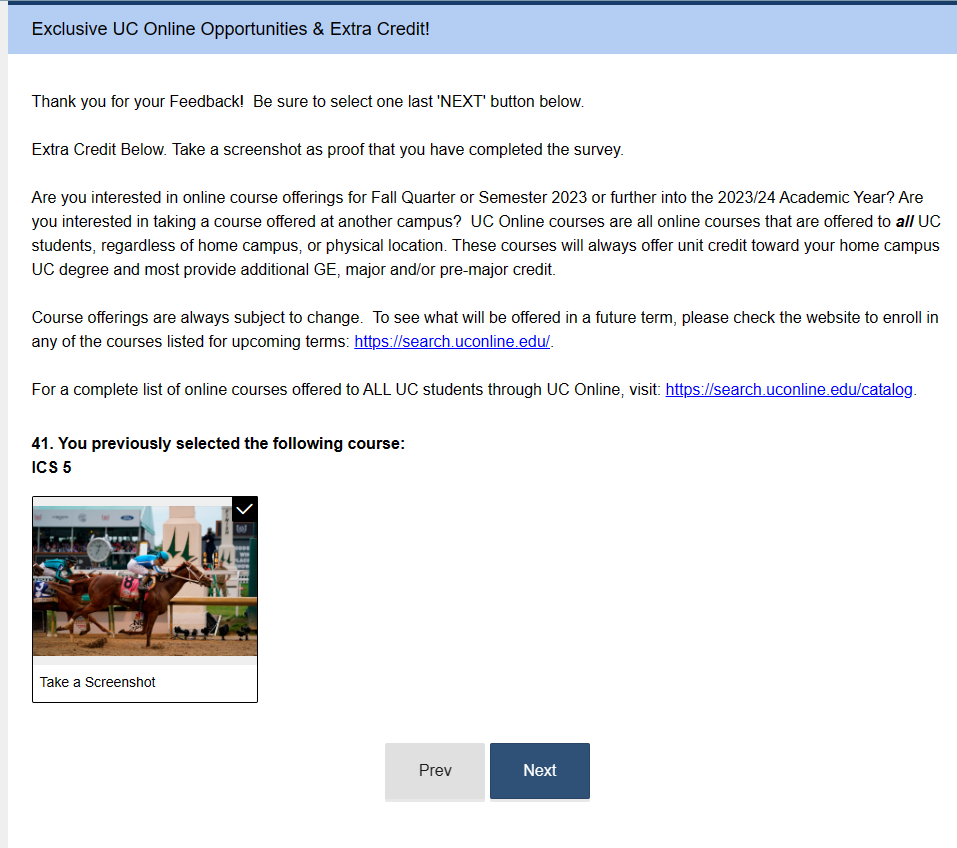 Exclusive UC Online Opportunities & Extra Credit!
Thank you for your Feedback!  Be sure to select one last 'NEXT' button below.
Extra Credit Below. Take a screenshot as proof that you have completed the survey.
Are you interested in online course offerings for Fall Quarter or Semester 2023 or further into the 2023/24 Academic Year? Are
you interested in taking a course offered at another campus?  UC Online courses are all online courses that are offered to all UC
students, regardless of home campus, or physical location. These courses will always offer unit credit toward your home campus
UC degree and most provide additional GE, major and/or pre-major credit.
Course offerings are always subject to change.  To see what will be offered in a future term, please check the website to enroll in
any of the courses listed for upcoming terms: https://search.uconline.edu/.
For a complete list of online courses offered to ALL UC students through UC Online, visit: https://search.uconline.edu/catalog.
41. You previously selected the following course:
ICS 5
8
3
Take a Screenshot
Prev
Next